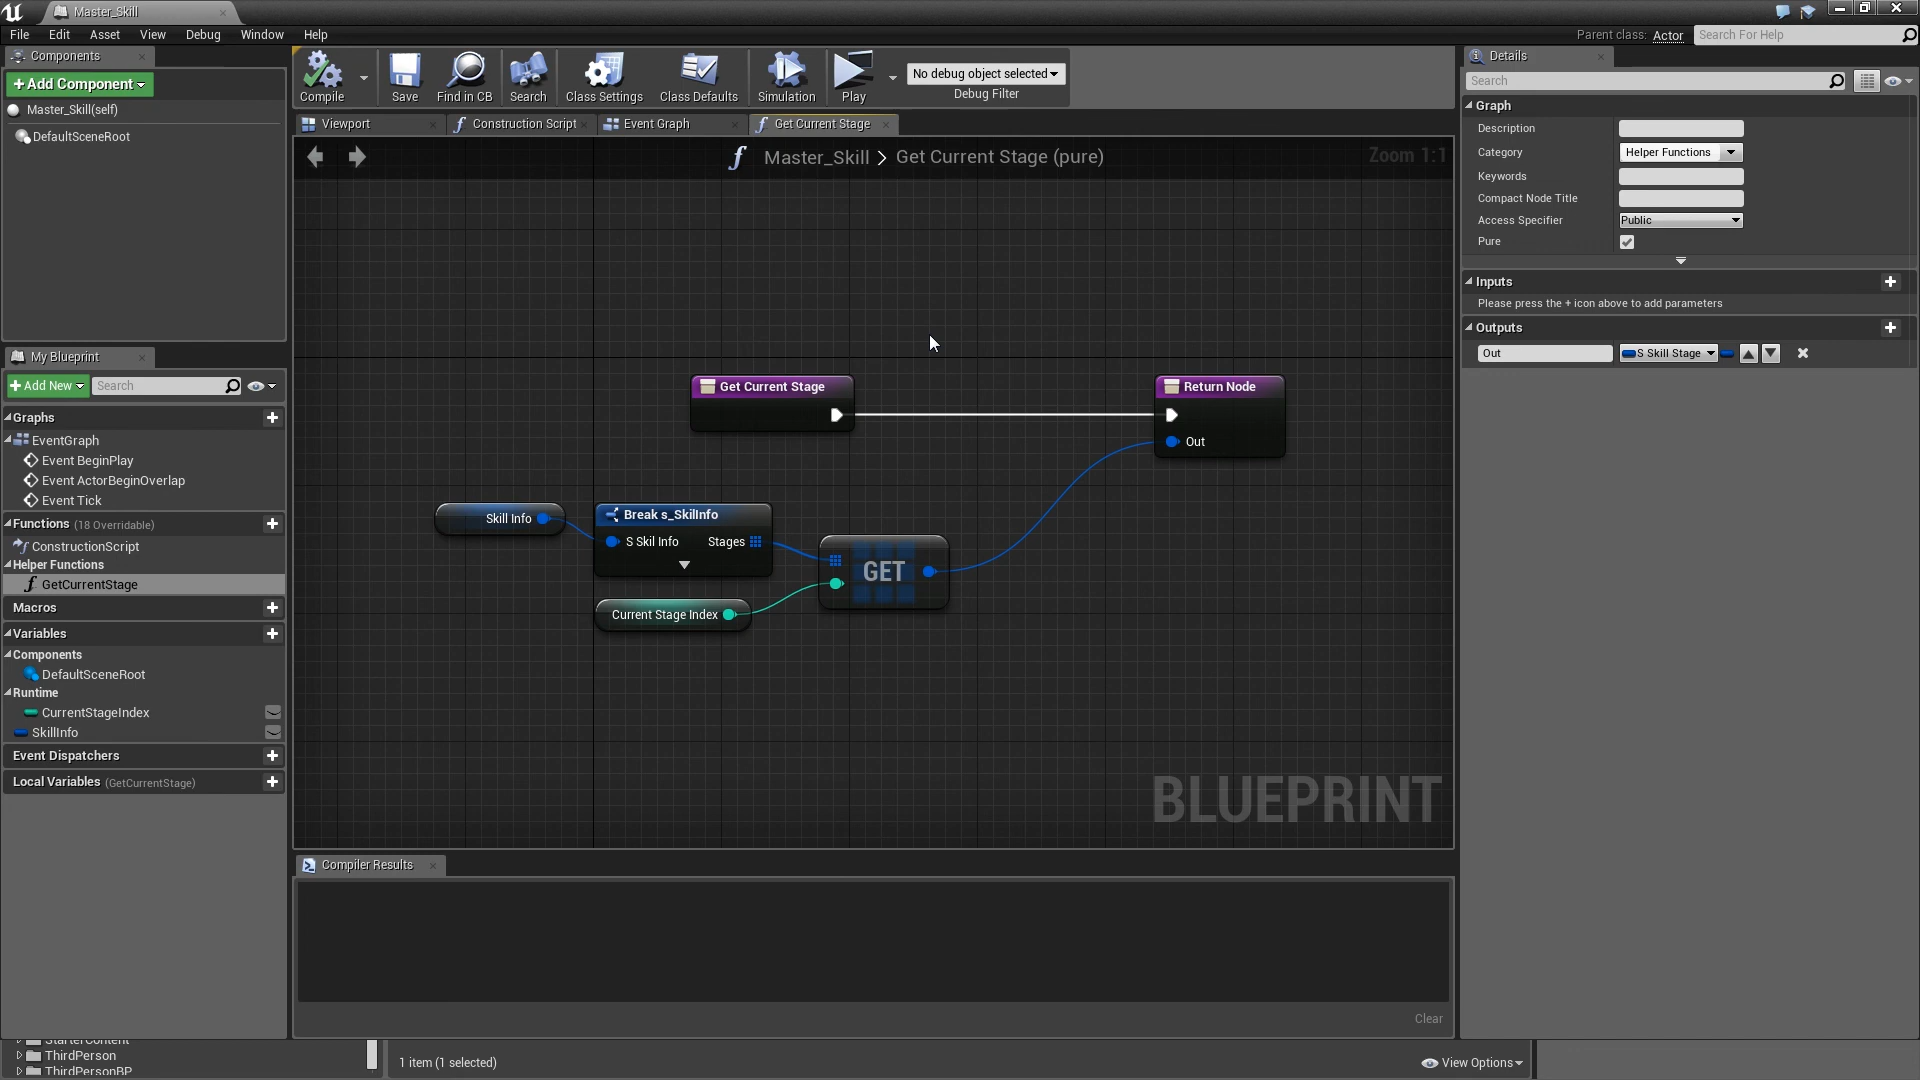 Master_Skill
File Edit Asset View Debug Window Help
Parent class: Actor
Search For Help
Components
+Add Component
Master_Skill(self)
DefaultSceneRoot
Compile
Save
Find in CB
Search
Class Settings
Class Defaults
Simulation
Play
No debug object selected
Debug Filter
Viewport
Construction Script
Event Graph
Get Current Stage
Master_Skill > Get Current Stage (pure)
Zoom 1:1
Get Current Stage
Return Node
Out
Skill Info
Break s_SkilInfo
S Skil Info
Stages
GET
Current Stage Index
BLUEPRINT
My Blueprint
+Add New
Search
Graphs
EventGraph
Event BeginPlay
Event ActorBeginOverlap
Event Tick
Functions (18 Overridable)
ConstructionScript
Helper Functions
GetCurrentStage
Macros
Variables
Components
DefaultSceneRoot
Runtime
CurrentStageIndex
SkillInfo
Event Dispatchers
Local Variables (GetCurrentStage)
Compiler Results
Clear
StarterContent
ThirdPerson
ThirdPersonBP
1 item (1 selected)
View Options
Details
Search
Graph
Description
Category Helper Functions
Keywords
Compact Node Title
Access Specifier Public
Pure
Inputs
Please press the + icon above to add parameters
Outputs
Out S Skill Stage